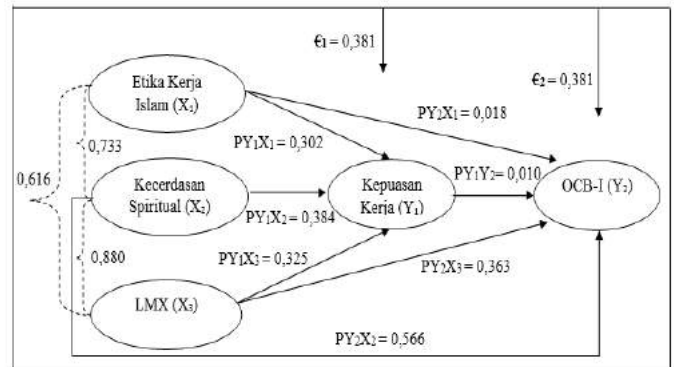 €1 = 0,381
€2 = 0,381
Etika Kerja
Islam (X1)
PY2X1 = 0,018
0,733
PY1X1 = 0,302
0,616
Kecerdasan
Spiritual (X2)
Kepuasan
Kerja (Y1)
PY1Y2= 0,010
OCB-I (Y2)
PY1X2 = 0,384
0,880
PY1X3 = 0,325
PY2X3 = 0,363
LMX (X3)
PY2X2 = 0,566